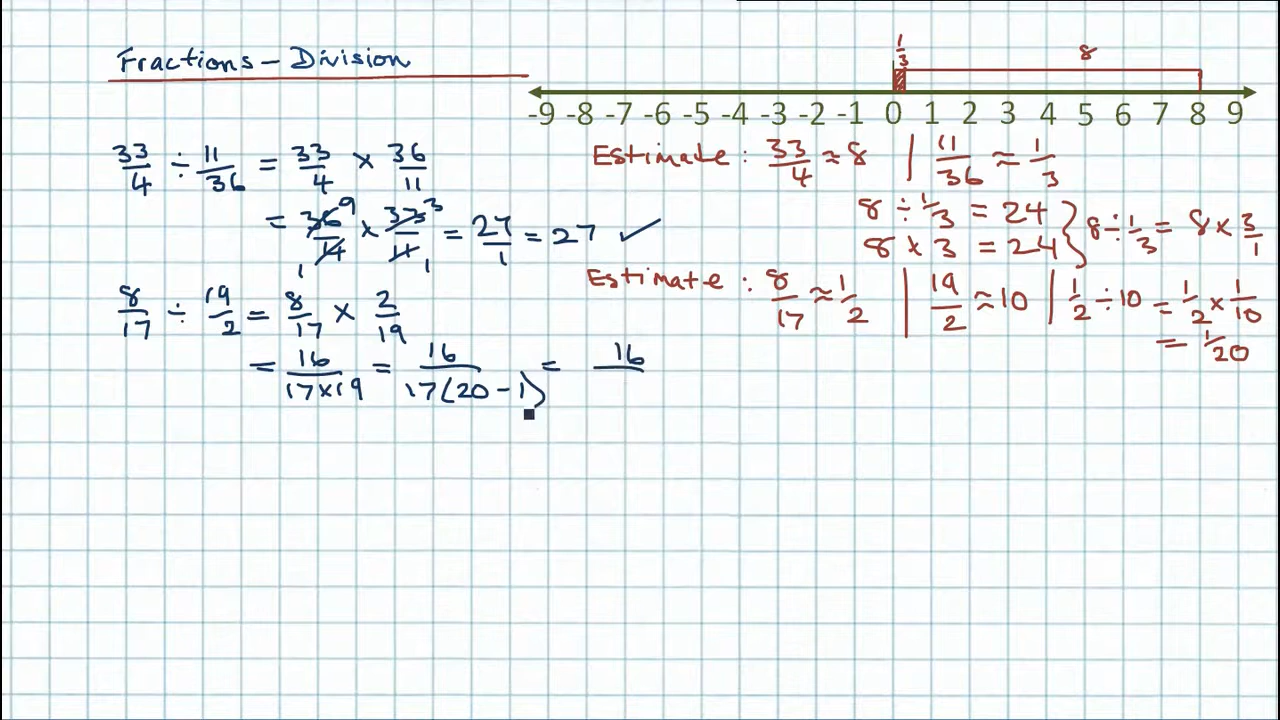 Fractions – Division
1/3 8
-9 -8 -7 -6 -5 -4 -3 -2 -1 0 1 2 3 4 5 6 7 8 9
33/4 ÷ 11/36 = 33/4 × 36/11
= 36⁹/4₁ × 33³/11₁ = 27/1 = 27 ✓
8/17 ÷ 19/2 = 8/17 × 2/19
= 16/17×19 = 16/17(20 – 1) = 16/
Estimate : 33/4 ≈ 8 | 11/36 ≈ 1/3
8 ÷ 1/3 = 24
8 × 3 = 24 } 8 ÷ 1/3 = 8 × 3/1
Estimate : 8/17 ≈ 1/2 | 19/2 ≈ 10 | 1/2 ÷ 10 = 1/2 × 1/10
= 1/20